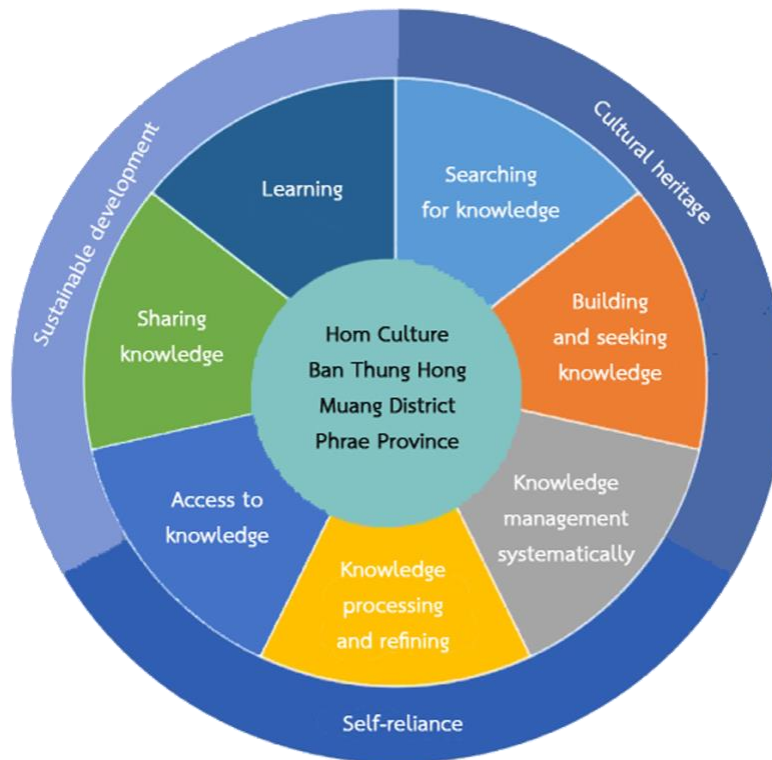 Cultural heritage
Self-reliance
Sustainable development
Searching
for knowledge
Building
and seeking
knowledge
Knowledge
management
systematically
Knowledge
processing
and refining
Access to
knowledge
Sharing
knowledge
Learning
Hom Culture
Ban Thung Hong
Muang District
Phrae Province